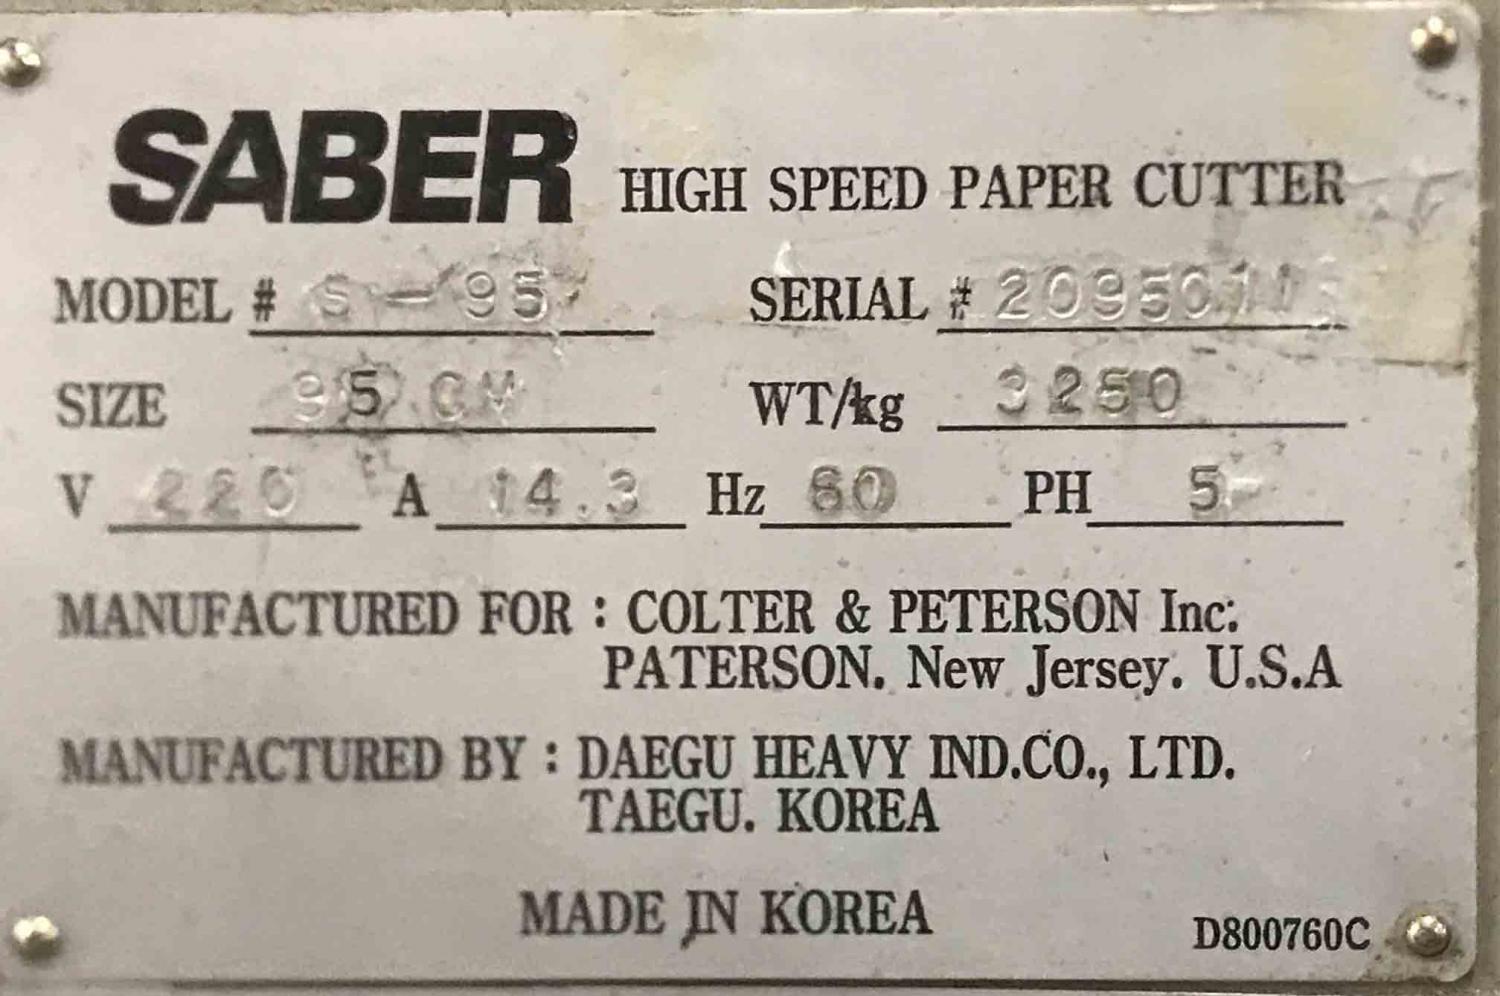 SABER HIGH SPEED PAPER CUTTER
MODEL # S-95 SERIAL #
SIZE 95 CM WT/kg 3250
V 220 A 14.3 Hz 60 PH
MANUFACTURED FOR : COLTER & PETERSON Inc:
PATERSON. New Jersey. U.S.A
MANUFACTURED BY : DAEGU HEAVY IND.CO., LTD.
TAEGU. KOREA
MADE IN KOREA
D800760C